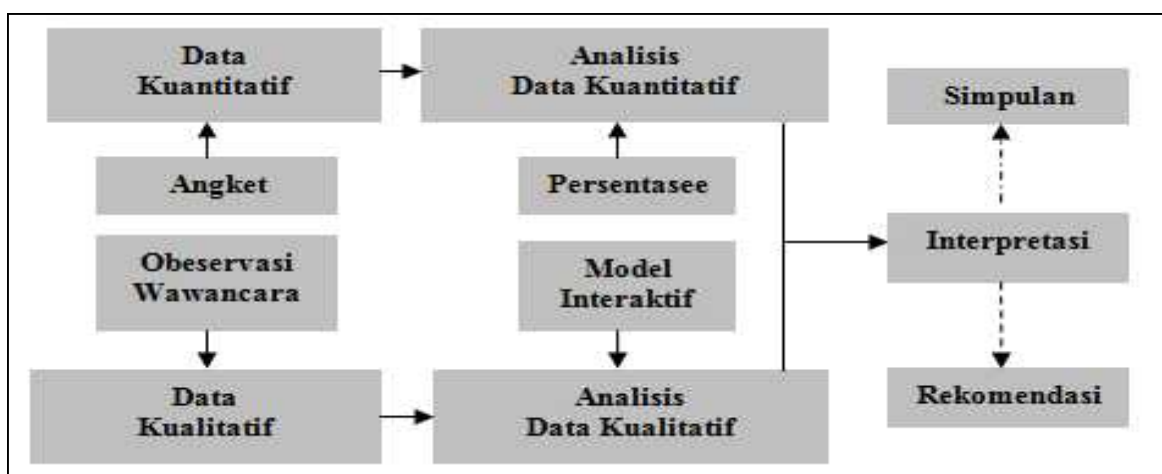 Data
Kuantitatif
Analisis
Data Kuantitatif
Simpulan
Angket
Persentasee
Obeservasi
Wawancara
Model
Interaktif
Interpretasi
Data
Kualitatif
Analisis
Data Kualitatif
Rekomendasi